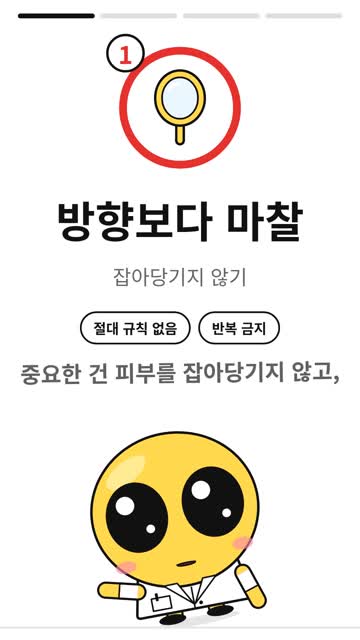 1
방향보다 마찰
잡아당기지 않기
절대 규칙 없음 반복 금지
중요한 건 피부를 잡아당기지 않고,